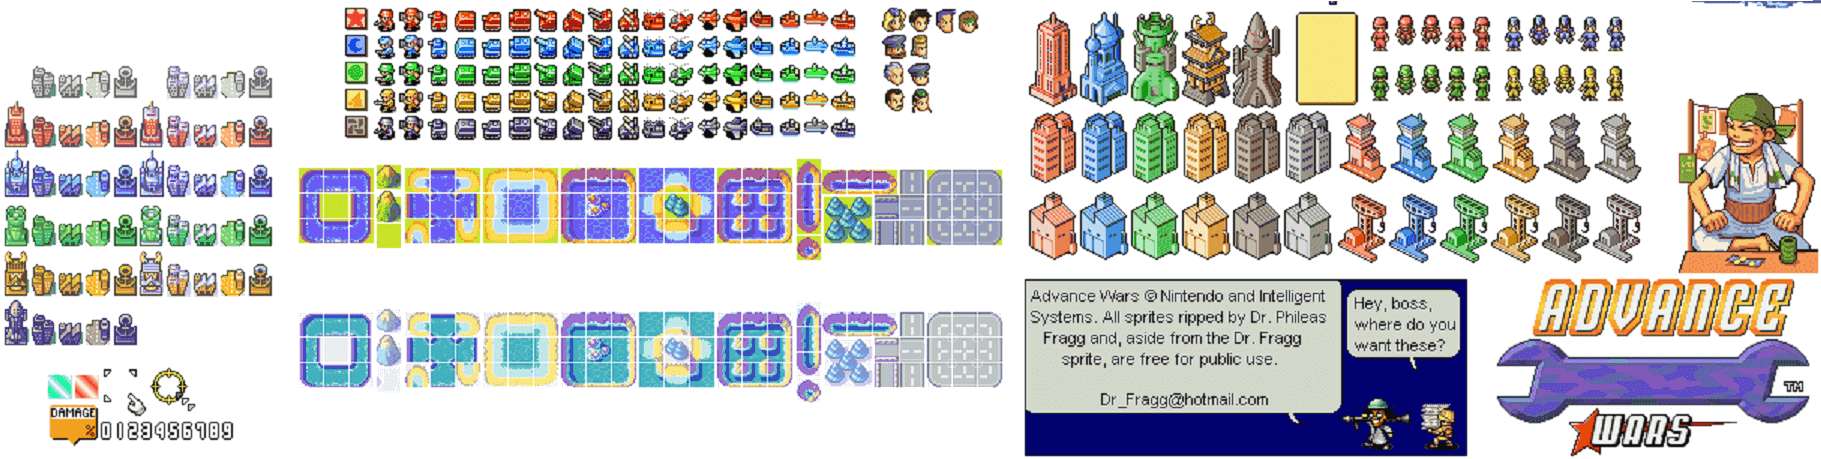 DAMAGE
%
0123456789
Advance Wars © Nintendo and Intelligent
Systems. All sprites ripped by Dr. Phileas
Fragg and, aside from the Dr. Fragg
sprite, are free for public use.
Dr_Fragg@hotmail.com
Hey, boss,
where do you
want these?
ADVANCE
TM
WARS